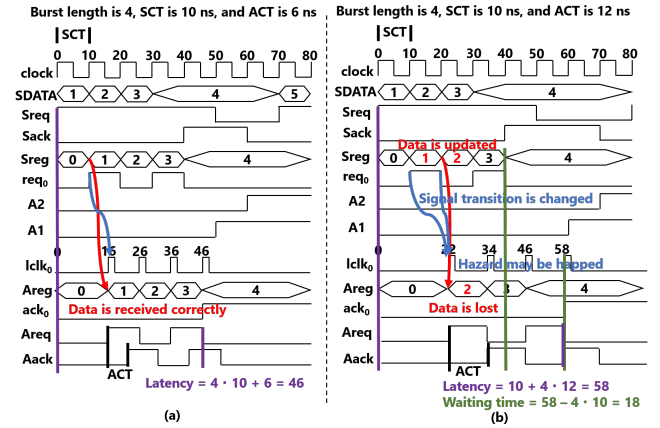 Burst length is 4, SCT is 10 ns, and ACT is 6 ns
SCT
0 10 20 30 40 50 60 70 80
clock
SDATA 1 2 3 4 5
Sreq
Sack
Sreg 0 1 2 3 4
req0
A2
A1
0 16 26 36 46
lclk0
Areg 0 1 2 3 4
ack0 Data is received correctly
Areq
Aack
ACT
Latency = 4 · 10 + 6 = 46
(a)
Burst length is 4, SCT is 10 ns, and ACT is 12 ns
SCT
0 10 20 30 40 50 60 70 80
clock
SDATA 1 2 3 4
Sreq
Sack
Data is updated
Sreg 0 1 2 3 4
req0
Signal transition is changed
A2
A1
0 22 34 46 58
lclk0 Hazard may be happed
Areg 0 2 3 4
ack0 Data is lost
Areq
Aack
ACT
Latency = 10 + 4 · 12 = 58
Waiting time = 58 – 4 · 10 = 18
(b)